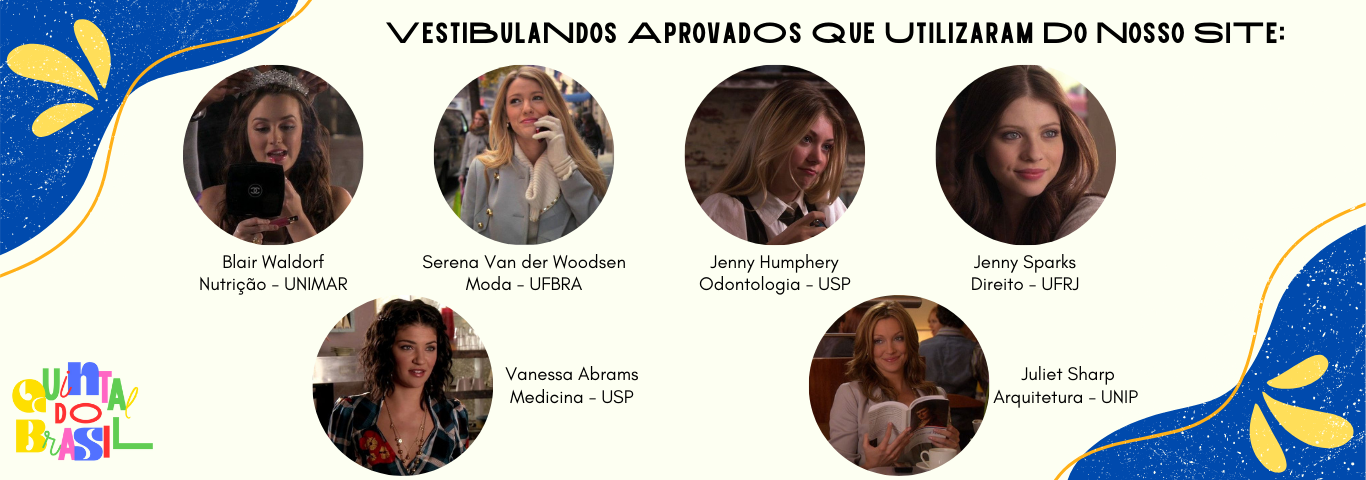 VESTIBULANDOS APROVADOS QUE UTILIZARAM DO NOSSO SITE:
Blair Waldorf
Nutrição - UNIMAR
Serena Van der Woodsen
Moda - UFBRA
Jenny Humphery
Odontologia - USP
Jenny Sparks
Direito - UFRJ
Vanessa Abrams
Medicina - USP
Juliet Sharp
Arquitetura - UNIP
QUINTAL
DO
BRASIL